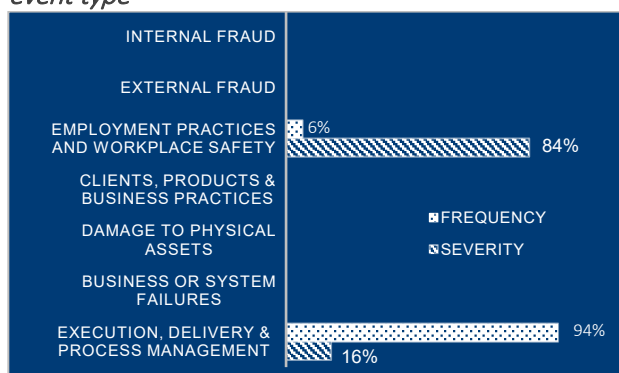 event type
INTERNAL FRAUD
EXTERNAL FRAUD
EMPLOYMENT PRACTICES
AND WORKPLACE SAFETY
6%
84%
CLIENTS, PRODUCTS &
BUSINESS PRACTICES
FREQUENCY
DAMAGE TO PHYSICAL
ASSETS
SEVERITY
BUSINESS OR SYSTEM
FAILURES
EXECUTION, DELIVERY &
PROCESS MANAGEMENT
94%
16%